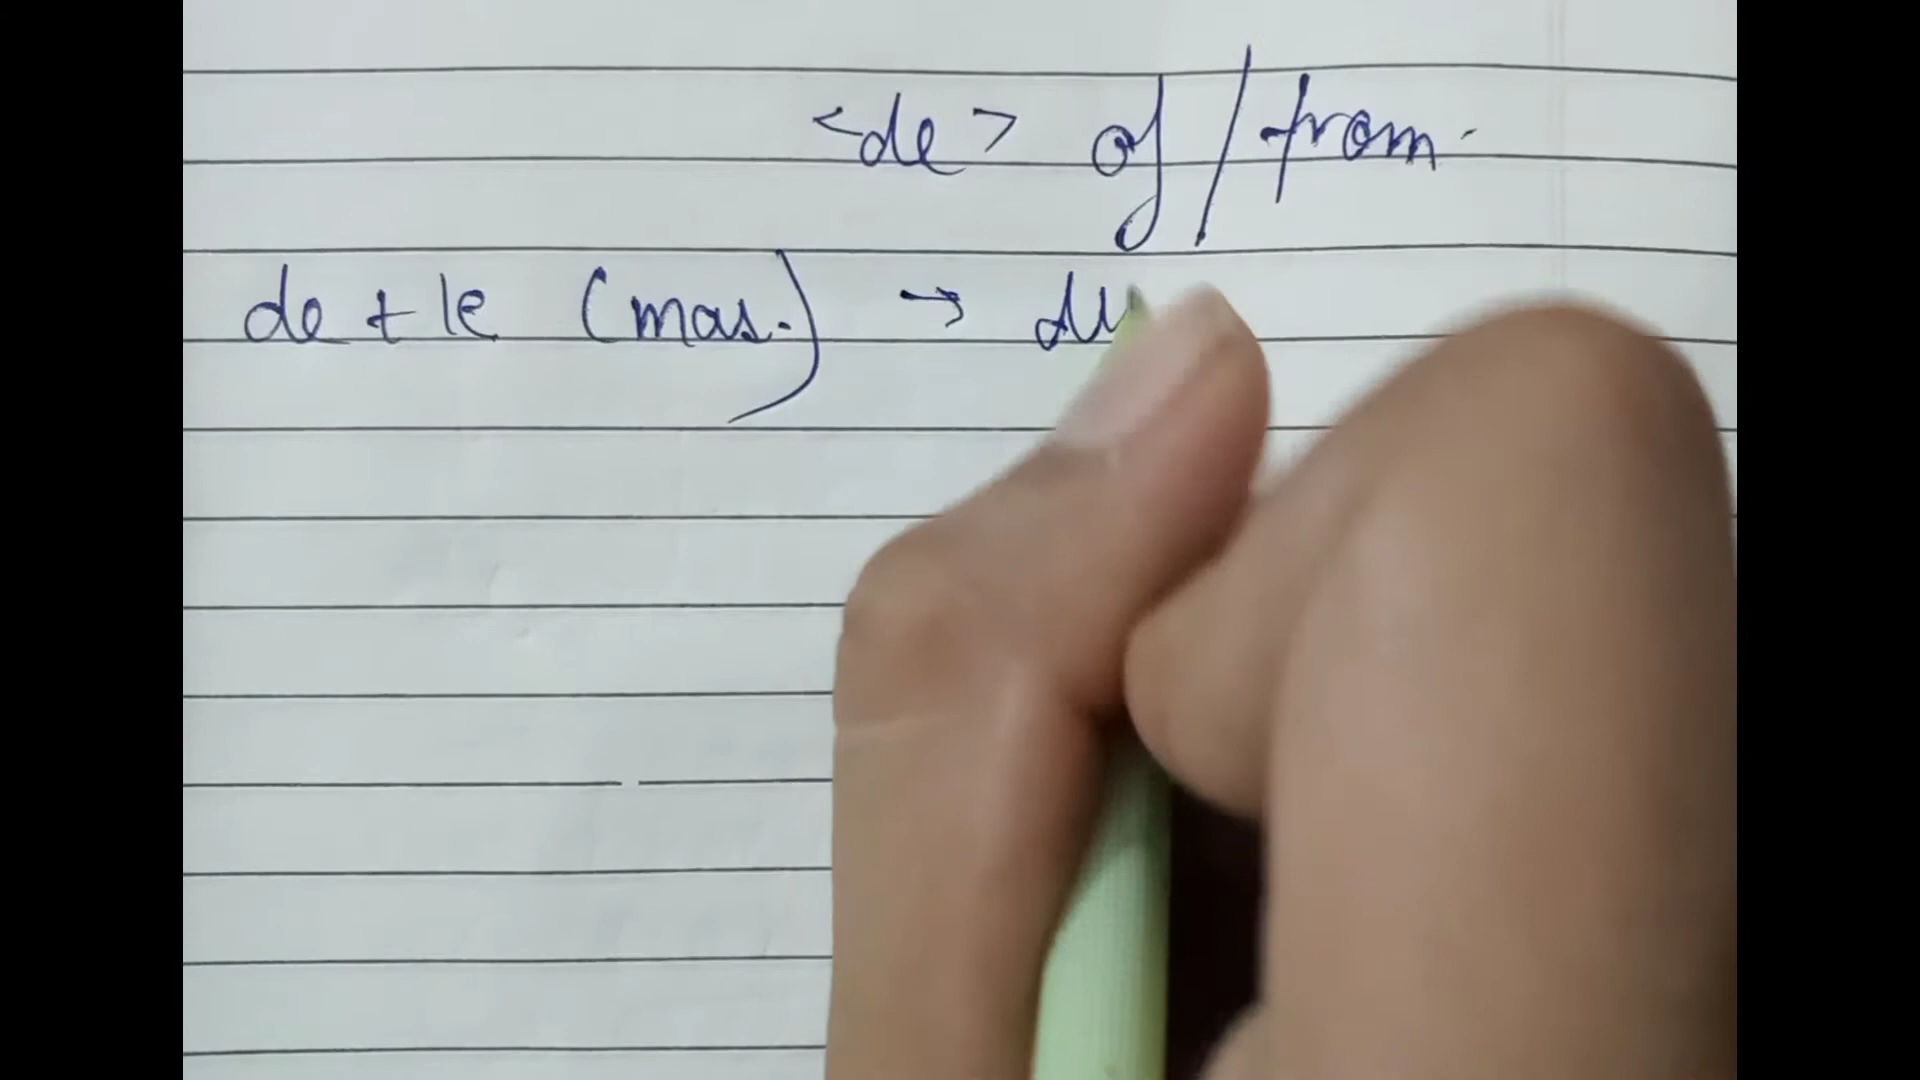 <de> of / from.
de + le (mas.) → du